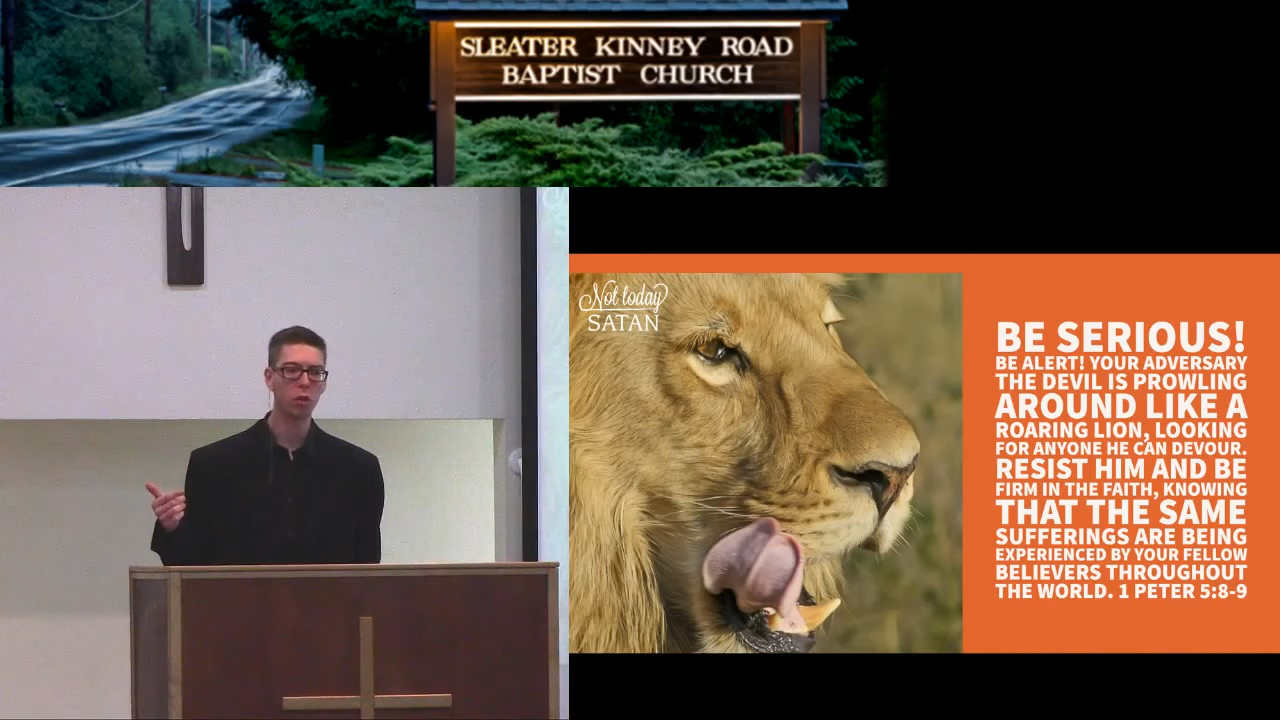 SLEATER KINNEY ROAD
BAPTIST CHURCH
Not today
SATAN
BE SERIOUS!
BE ALERT! YOUR ADVERSARY
THE DEVIL IS PROWLING
AROUND LIKE A
ROARING LION, LOOKING
FOR ANYONE HE CAN DEVOUR.
RESIST HIM AND BE
FIRM IN THE FAITH, KNOWING
THAT THE SAME
SUFFERINGS ARE BEING
EXPERIENCED BY YOUR FELLOW
BELIEVERS THROUGHOUT
THE WORLD. 1 PETER 5:8-9